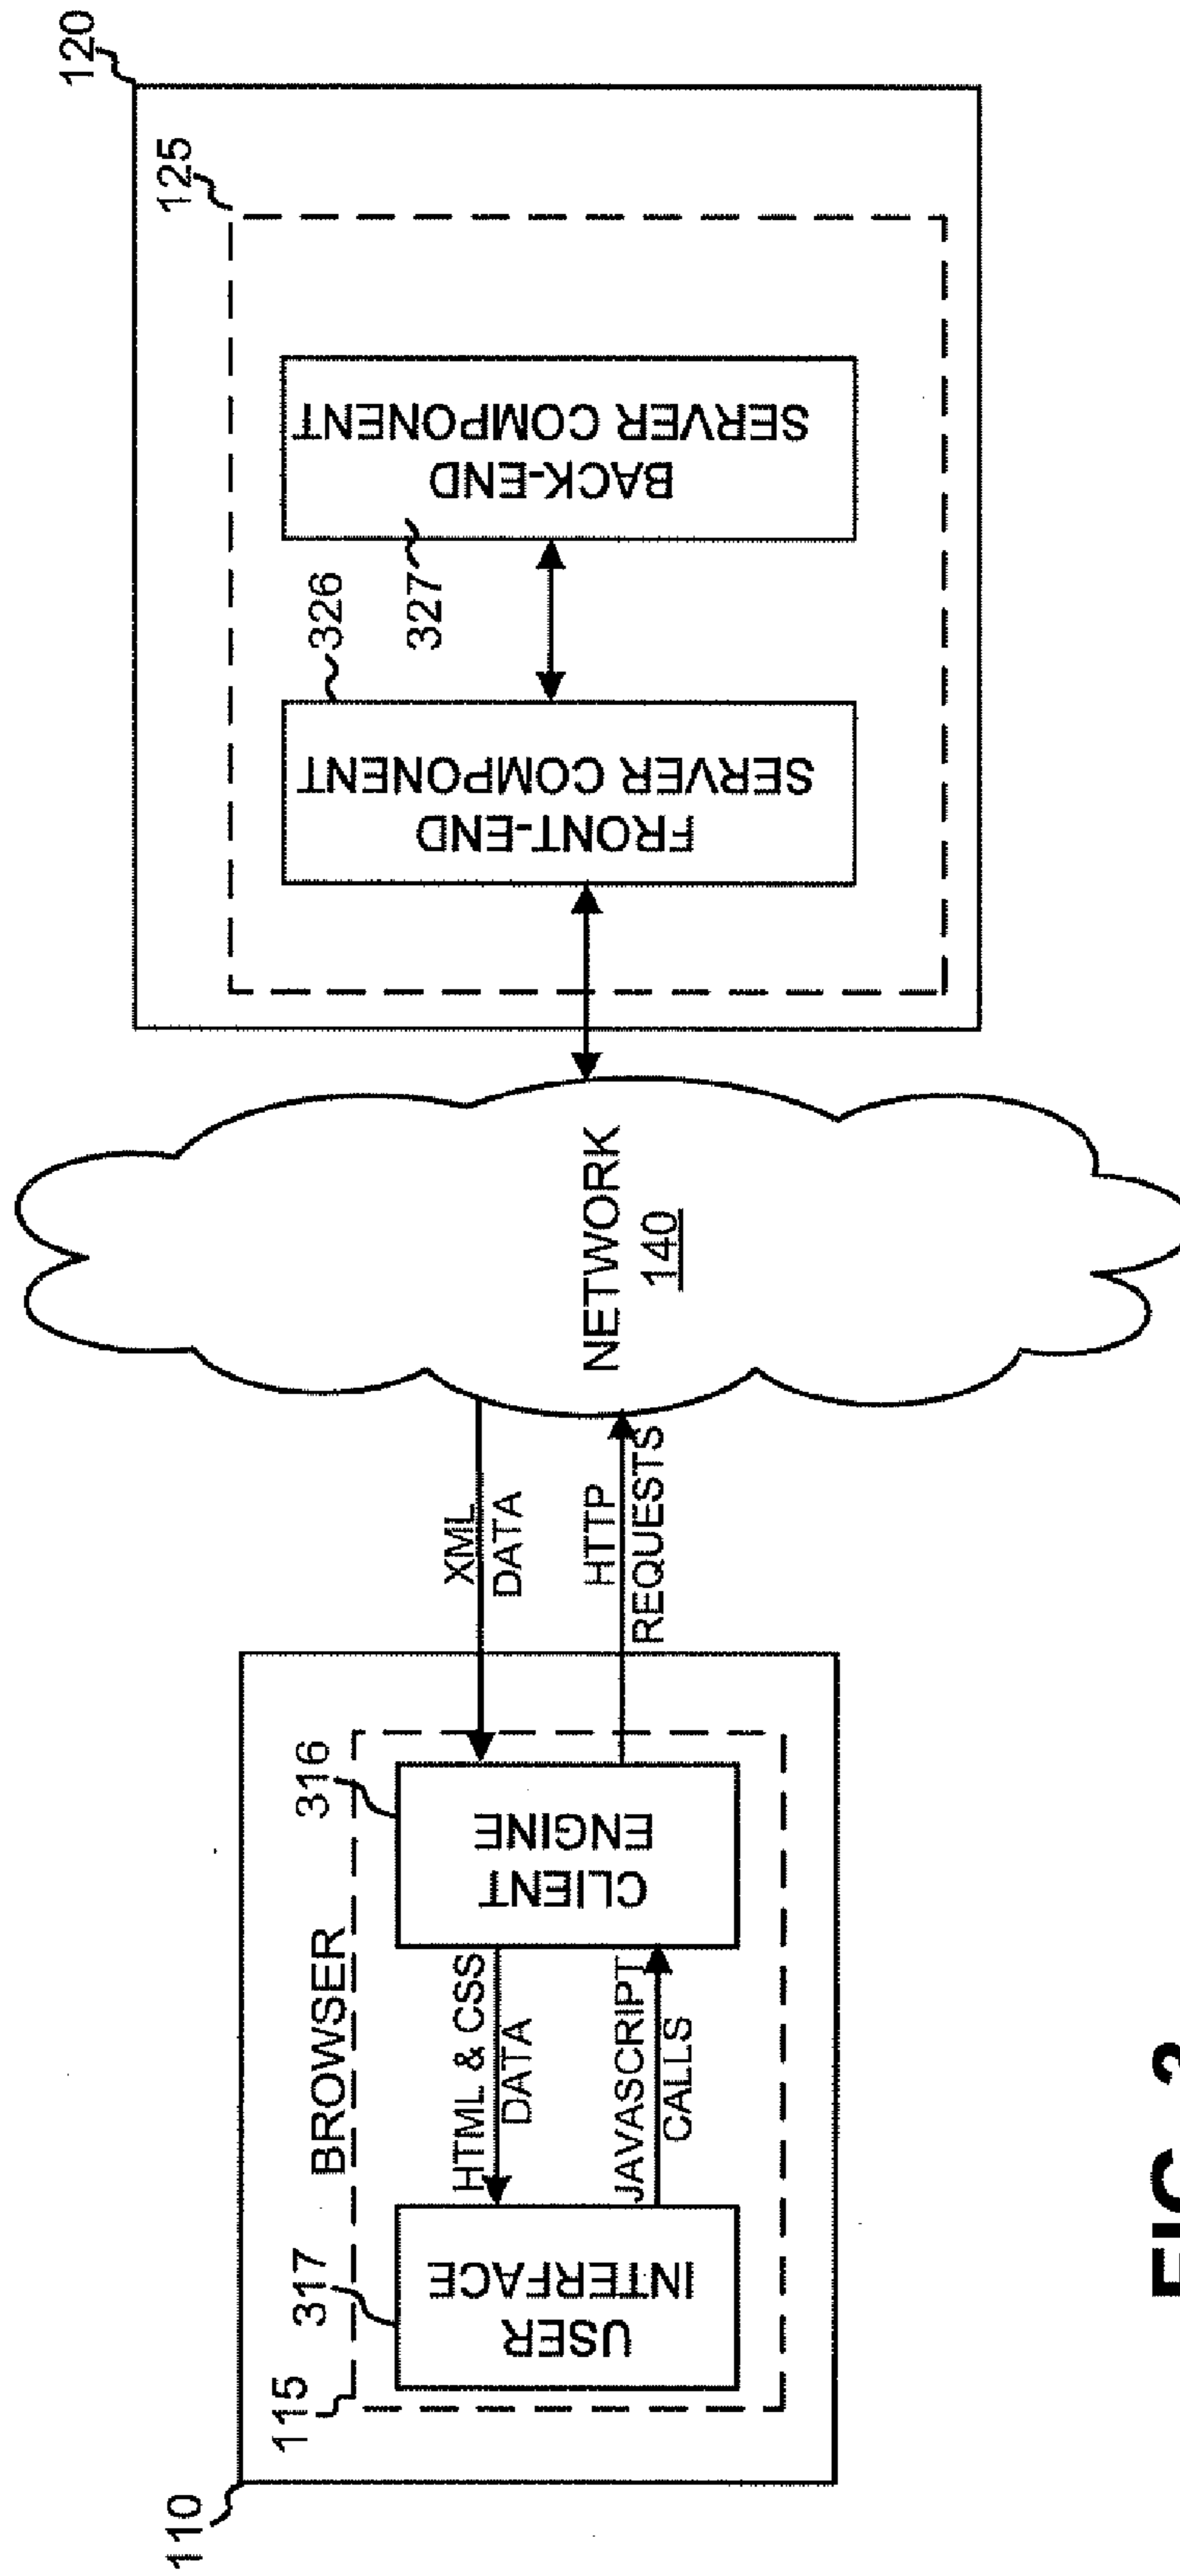 110
115
BROWSER
317
USER
INTERFACE
HTML & CSS
DATA
JAVASCRIPT
CALLS
316
CLIENT
ENGINE
XML
DATA
HTTP
REQUESTS
NETWORK
140
120
125
326
FRONT-END
SERVER COMPONENT
327
BACK-END
SERVER COMPONENT
FIG. 3